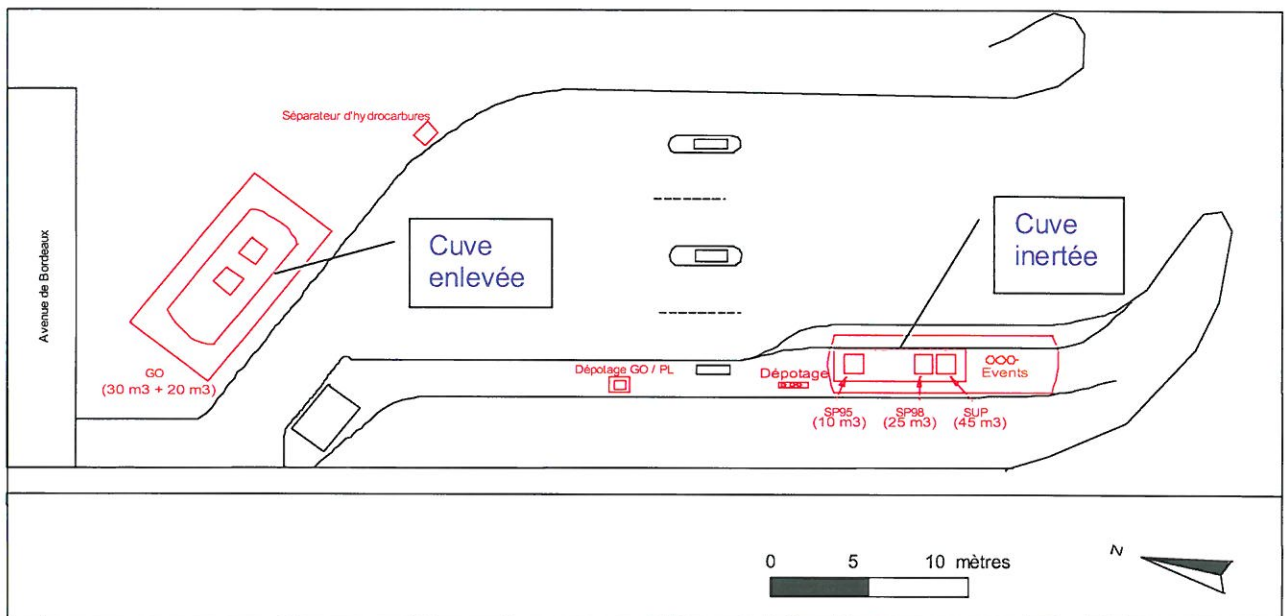 Séparateur d'hydrocarbures
Avenue de Bordeaux
Cuve
enlevée
Cuve
inertée
GO
(30 m3 + 20 m3)
Dépotage GO / PL
Dépotage
Events
SP95
(10 m3)
SP98
(25 m3)
SUP
(45 m3)
0 5 10 mètres
N